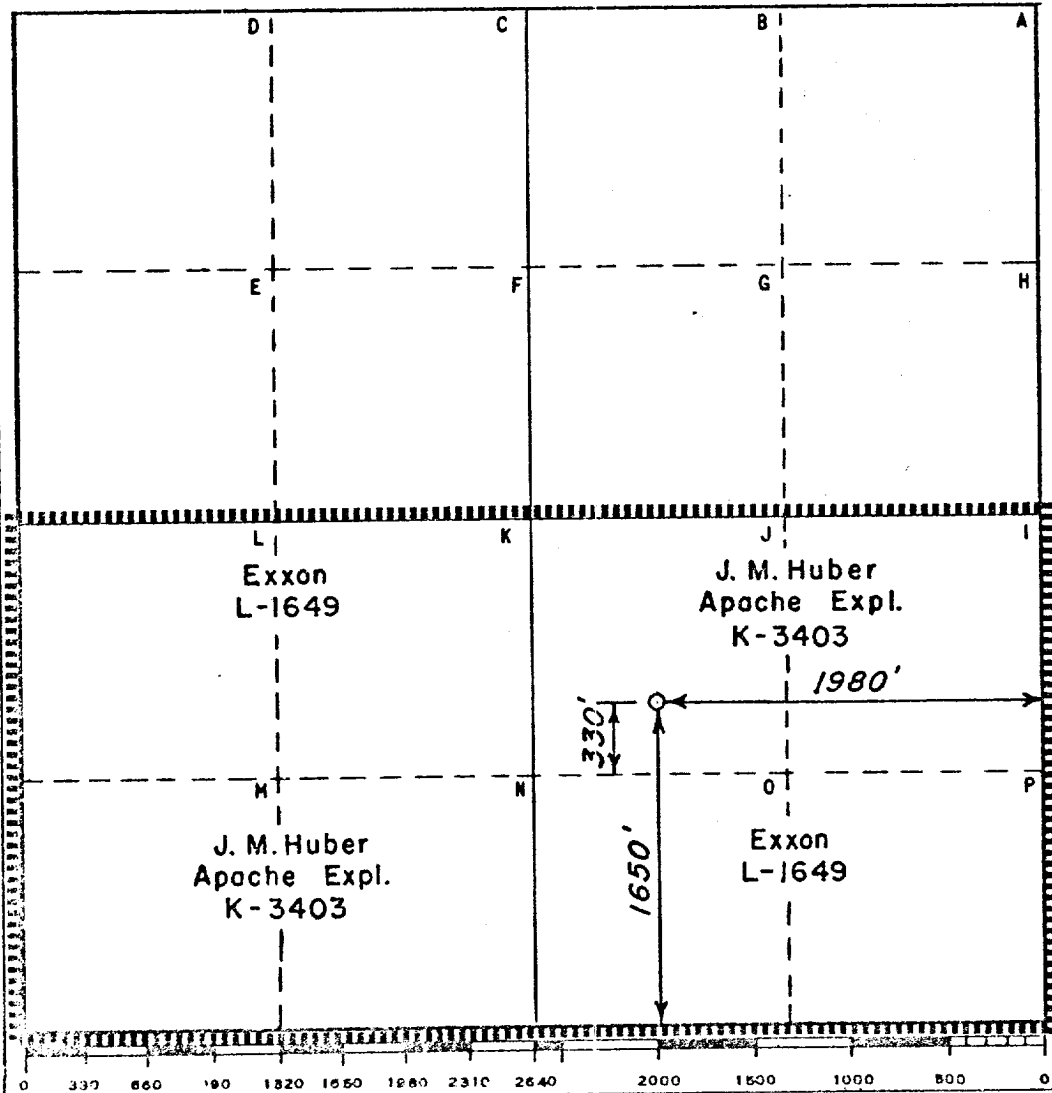 D C B A
E F G H
L K J I
Exxon
L-1649
J. M. Huber
Apache Expl.
K-3403
1980'
330'
M N O P
J. M. Huber
Apache Expl.
K-3403
1650'
Exxon
L-1649
0 330 660 990 1320 1650 1980 2310 2640 2000 1500 1000 500 0